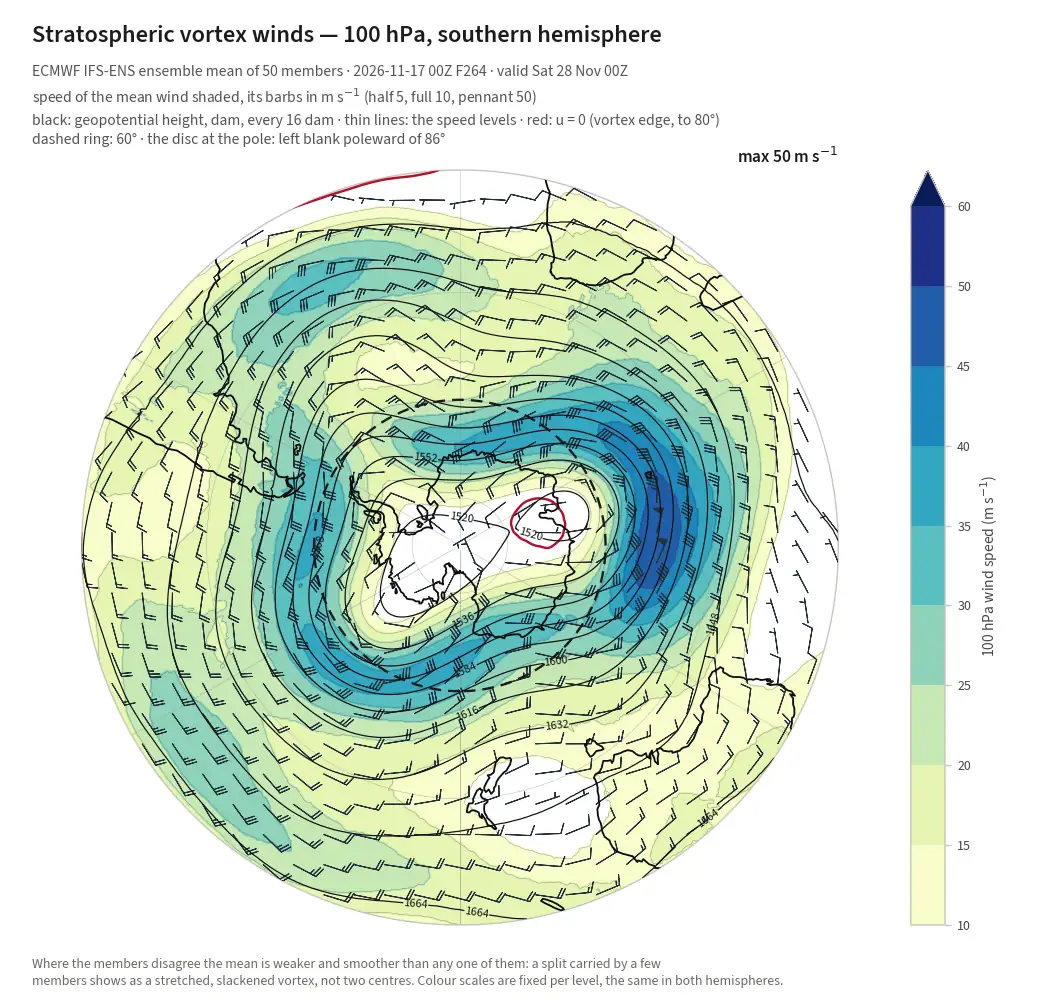 Stratospheric vortex winds — 100 hPa, southern hemisphere
ECMWF IFS-ENS ensemble mean of 50 members · 2026-11-17 00Z F264 · valid Sat 28 Nov 00Z
speed of the mean wind shaded, its barbs in m s⁻¹ (half 5, full 10, pennant 50)
black: geopotential height, dam, every 16 dam · thin lines: the speed levels · red: u = 0 (vortex edge, to 80°)
dashed ring: 60° · the disc at the pole: left blank poleward of 86°
max 50 m s⁻¹
60
50
45
40
35
30
25
20
15
10
100 hPa wind speed (m s⁻¹)
1552
1520
1520
1536
1584
1600
1616
1632
1648
1664
1664
1664
Where the members disagree the mean is weaker and smoother than any one of them: a split carried by a few
members shows as a stretched, slackened vortex, not two centres. Colour scales are fixed per level, the same in both hemispheres.